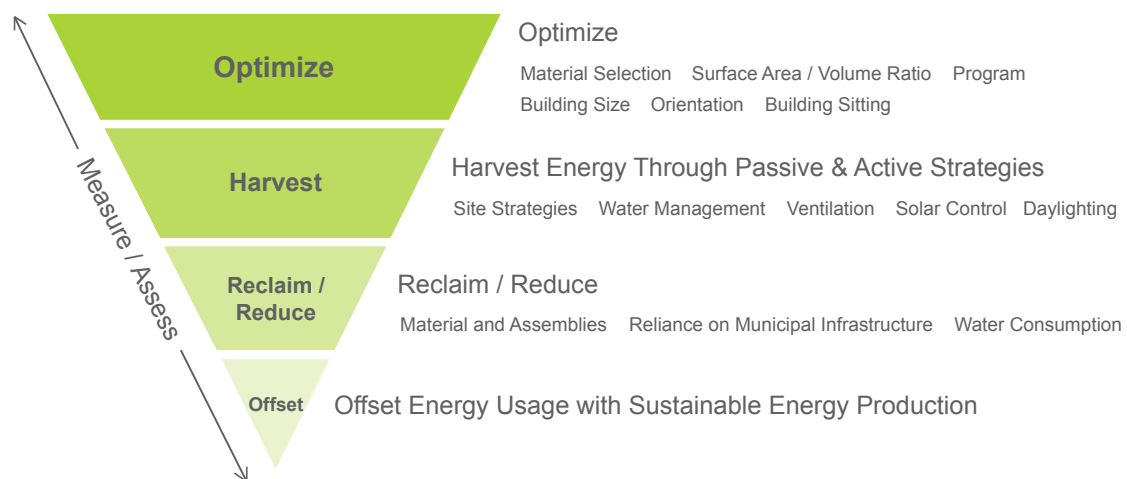 Optimize
Optimize
Material Selection Surface Area / Volume Ratio Program
Building Size Orientation Building Sitting
Harvest
Harvest Energy Through Passive & Active Strategies
Site Strategies Water Management Ventilation Solar Control Daylighting
Reclaim /
Reduce
Reclaim / Reduce
Material and Assemblies Reliance on Municipal Infrastructure Water Consumption
Offset
Offset Energy Usage with Sustainable Energy Production
Measure / Assess